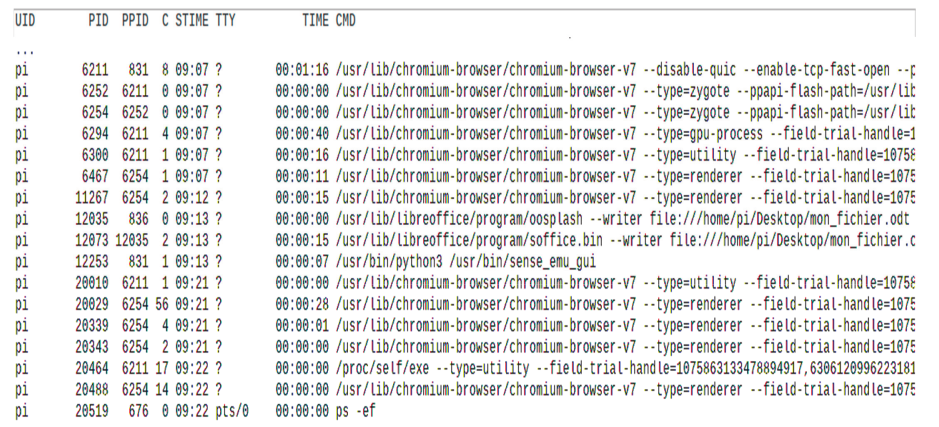 UID PID PPID C STIME TTY TIME CMD
...
pi 6211 831 8 09:07 ? 00:01:16 /usr/lib/chromium-browser/chromium-browser-v7 --disable-quic --enable-tcp-fast-open --p
pi 6252 6211 0 09:07 ? 00:00:00 /usr/lib/chromium-browser/chromium-browser-v7 --type=zygote --ppapi-flash-path=/usr/lib
pi 6254 6252 0 09:07 ? 00:00:00 /usr/lib/chromium-browser/chromium-browser-v7 --type=zygote --ppapi-flash-path=/usr/lib
pi 6294 6211 4 09:07 ? 00:00:40 /usr/lib/chromium-browser/chromium-browser-v7 --type=gpu-process --field-trial-handle=1
pi 6300 6211 1 09:07 ? 00:00:16 /usr/lib/chromium-browser/chromium-browser-v7 --type=utility --field-trial-handle=10758
pi 6467 6254 1 09:07 ? 00:00:11 /usr/lib/chromium-browser/chromium-browser-v7 --type=renderer --field-trial-handle=1075
pi 11267 6254 2 09:12 ? 00:00:15 /usr/lib/chromium-browser/chromium-browser-v7 --type=renderer --field-trial-handle=1075
pi 12035 836 0 09:13 ? 00:00:00 /usr/lib/libreoffice/program/oosplash --writer file:///home/pi/Desktop/mon_fichier.odt
pi 12073 12035 2 09:13 ? 00:00:15 /usr/lib/libreoffice/program/soffice.bin --writer file:///home/pi/Desktop/mon_fichier.o
pi 12253 831 1 09:13 ? 00:00:07 /usr/bin/python3 /usr/bin/sense_emu_gui
pi 20010 6211 1 09:21 ? 00:00:00 /usr/lib/chromium-browser/chromium-browser-v7 --type=utility --field-trial-handle=10758
pi 20029 6254 56 09:21 ? 00:00:28 /usr/lib/chromium-browser/chromium-browser-v7 --type=renderer --field-trial-handle=1075
pi 20339 6254 4 09:21 ? 00:00:01 /usr/lib/chromium-browser/chromium-browser-v7 --type=renderer --field-trial-handle=1075
pi 20343 6254 2 09:21 ? 00:00:00 /usr/lib/chromium-browser/chromium-browser-v7 --type=renderer --field-trial-handle=1075
pi 20464 6211 17 09:22 ? 00:00:00 /proc/self/exe --type=utility --field-trial-handle=1075863133478894917,6306120996223181
pi 20488 6254 14 09:22 ? 00:00:00 /usr/lib/chromium-browser/chromium-browser-v7 --type=renderer --field-trial-handle=1075
pi 20519 676 0 09:22 pts/0 00:00:00 ps -ef